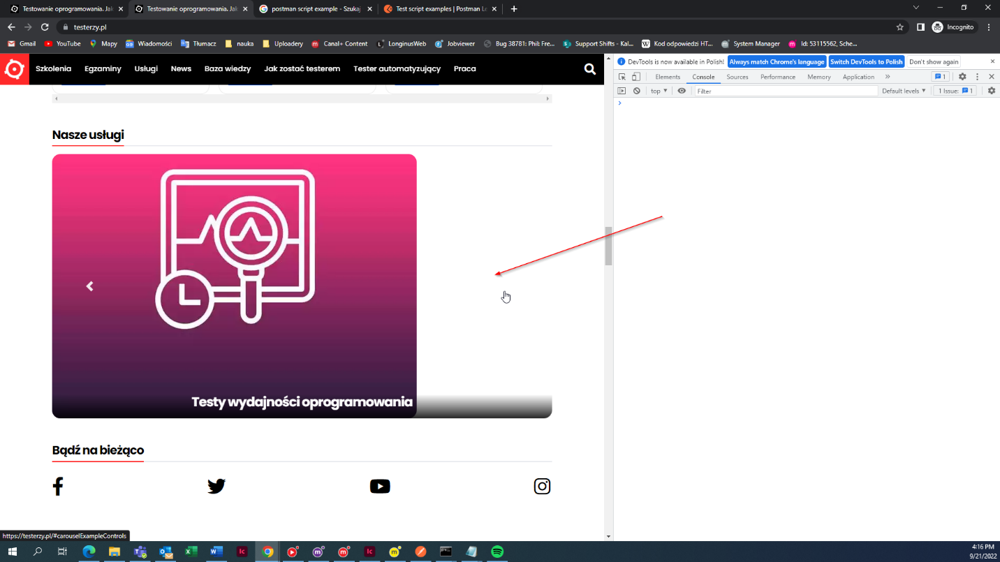 Testowanie oprogramowania. Jak
Testowanie oprogramowania. Jak
postman script example - Szukaj
Test script examples | Postman Le
testerzy.pl
Incognito
Gmail
YouTube
Mapy
Wiadomości
Tłumacz
nauka
Uploadery
Canal+ Content
LonginusWeb
Jobviewer
Bug 38781: Phil: Fre...
Support Shifts - Kal...
Kod odpowiedzi HT...
System Manager
Id: 53115562, Sche...
Szkolenia
Egzaminy
Usługi
News
Baza wiedzy
Jak zostać testerem
Tester automatyzujący
Praca
DevTools is now available in Polish!
Always match Chrome's language
Switch DevTools to Polish
Don't show again
Elements
Console
Sources
Performance
Memory
Application
1
top
Filter
Default levels
1 Issue:
1
Nasze usługi
Testy wydajności oprogramowania
Bądź na bieżąco
https://testerzy.pl/#carouselExampleControls
4:16 PM
9/21/2022